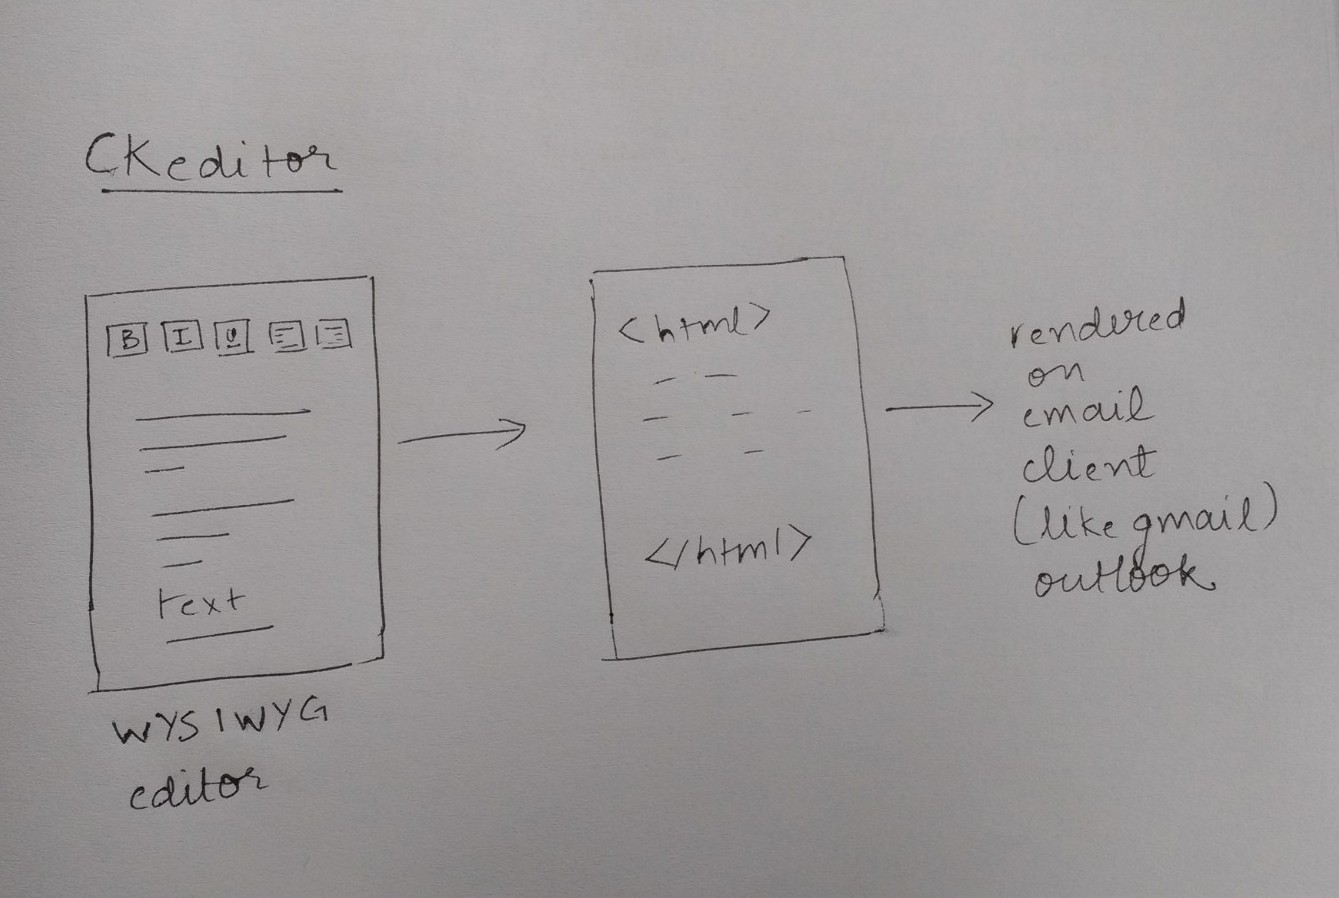 CKeditor
B I U
text
WYSIWYG
editor
<html>
</html>
rendered
on
email
client
(like gmail)
outlook